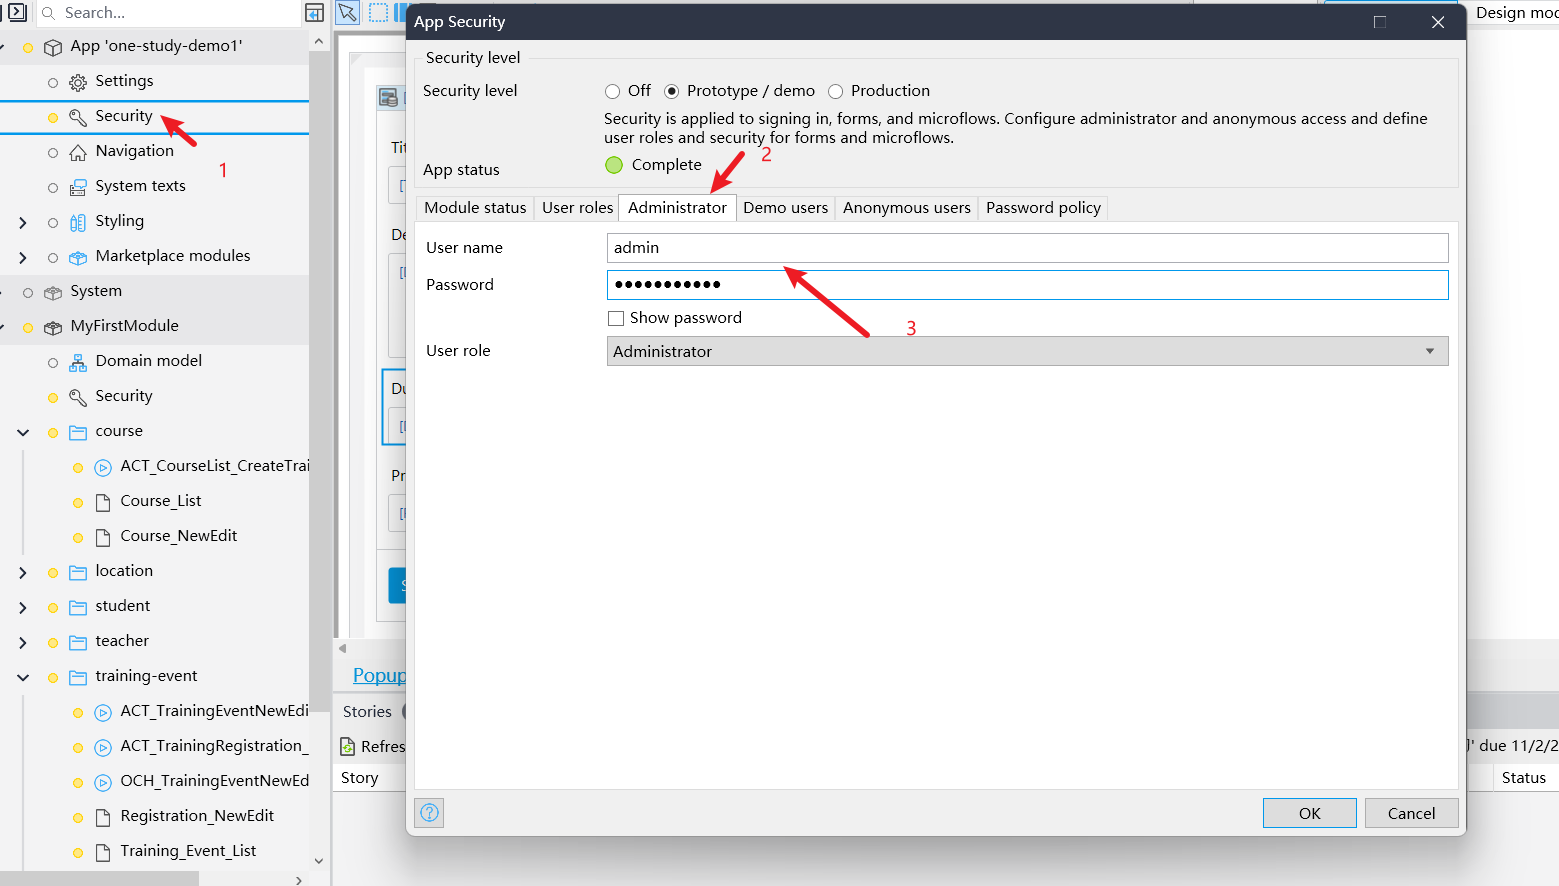 Search...
App 'one-study-demo1'
Settings
Security
1
Navigation
System texts
Styling
Marketplace modules
System
MyFirstModule
Domain model
Security
course
ACT_CourseList_CreateTrai
Course_List
Course_NewEdit
location
student
teacher
training-event
ACT_TrainingEventNewEdi
ACT_TrainingRegistration_
OCH_TrainingEventNewEd
Registration_NewEdit
Training_Event_List
Tit
De
Du
Pr
S
Popup
Stories
Refres
Story
App Security
Security level
Security level
Off
Prototype / demo
Production
Security is applied to signing in, forms, and microflows. Configure administrator and anonymous access and define
user roles and security for forms and microflows.
App status
Complete
2
Module status
User roles
Administrator
Demo users
Anonymous users
Password policy
User name
admin
Password
●●●●●●●●●●●
Show password
3
User role
Administrator
?
OK
Cancel
Design mod
' due 11/2/2
Status